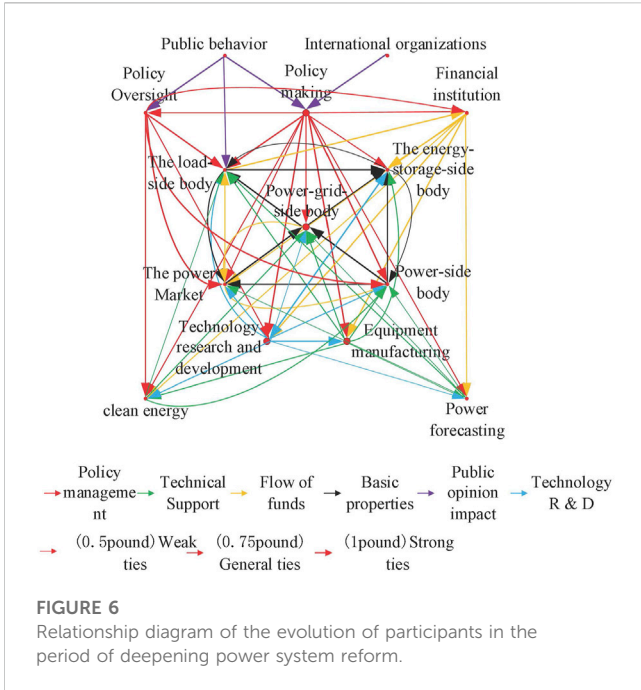 Public behavior
International organizations
Policy
Oversight
Policy
making
Financial
institution
The load-
side body
The energy-
storage-side
body
Power-grid-
side body
The power
Market
Power-side
body
Technology
research and
development
Equipment
manufacturing
clean energy
Power
forecasting
Policy
manageme
nt
Technical
Support
Flow of
funds
Basic
properties
Public
opinion
impact
Technology
R & D
(0. 5pound) Weak
ties
(0. 75pound)
General ties
(1pound) Strong
ties
FIGURE 6
Relationship diagram of the evolution of participants in the
period of deepening power system reform.